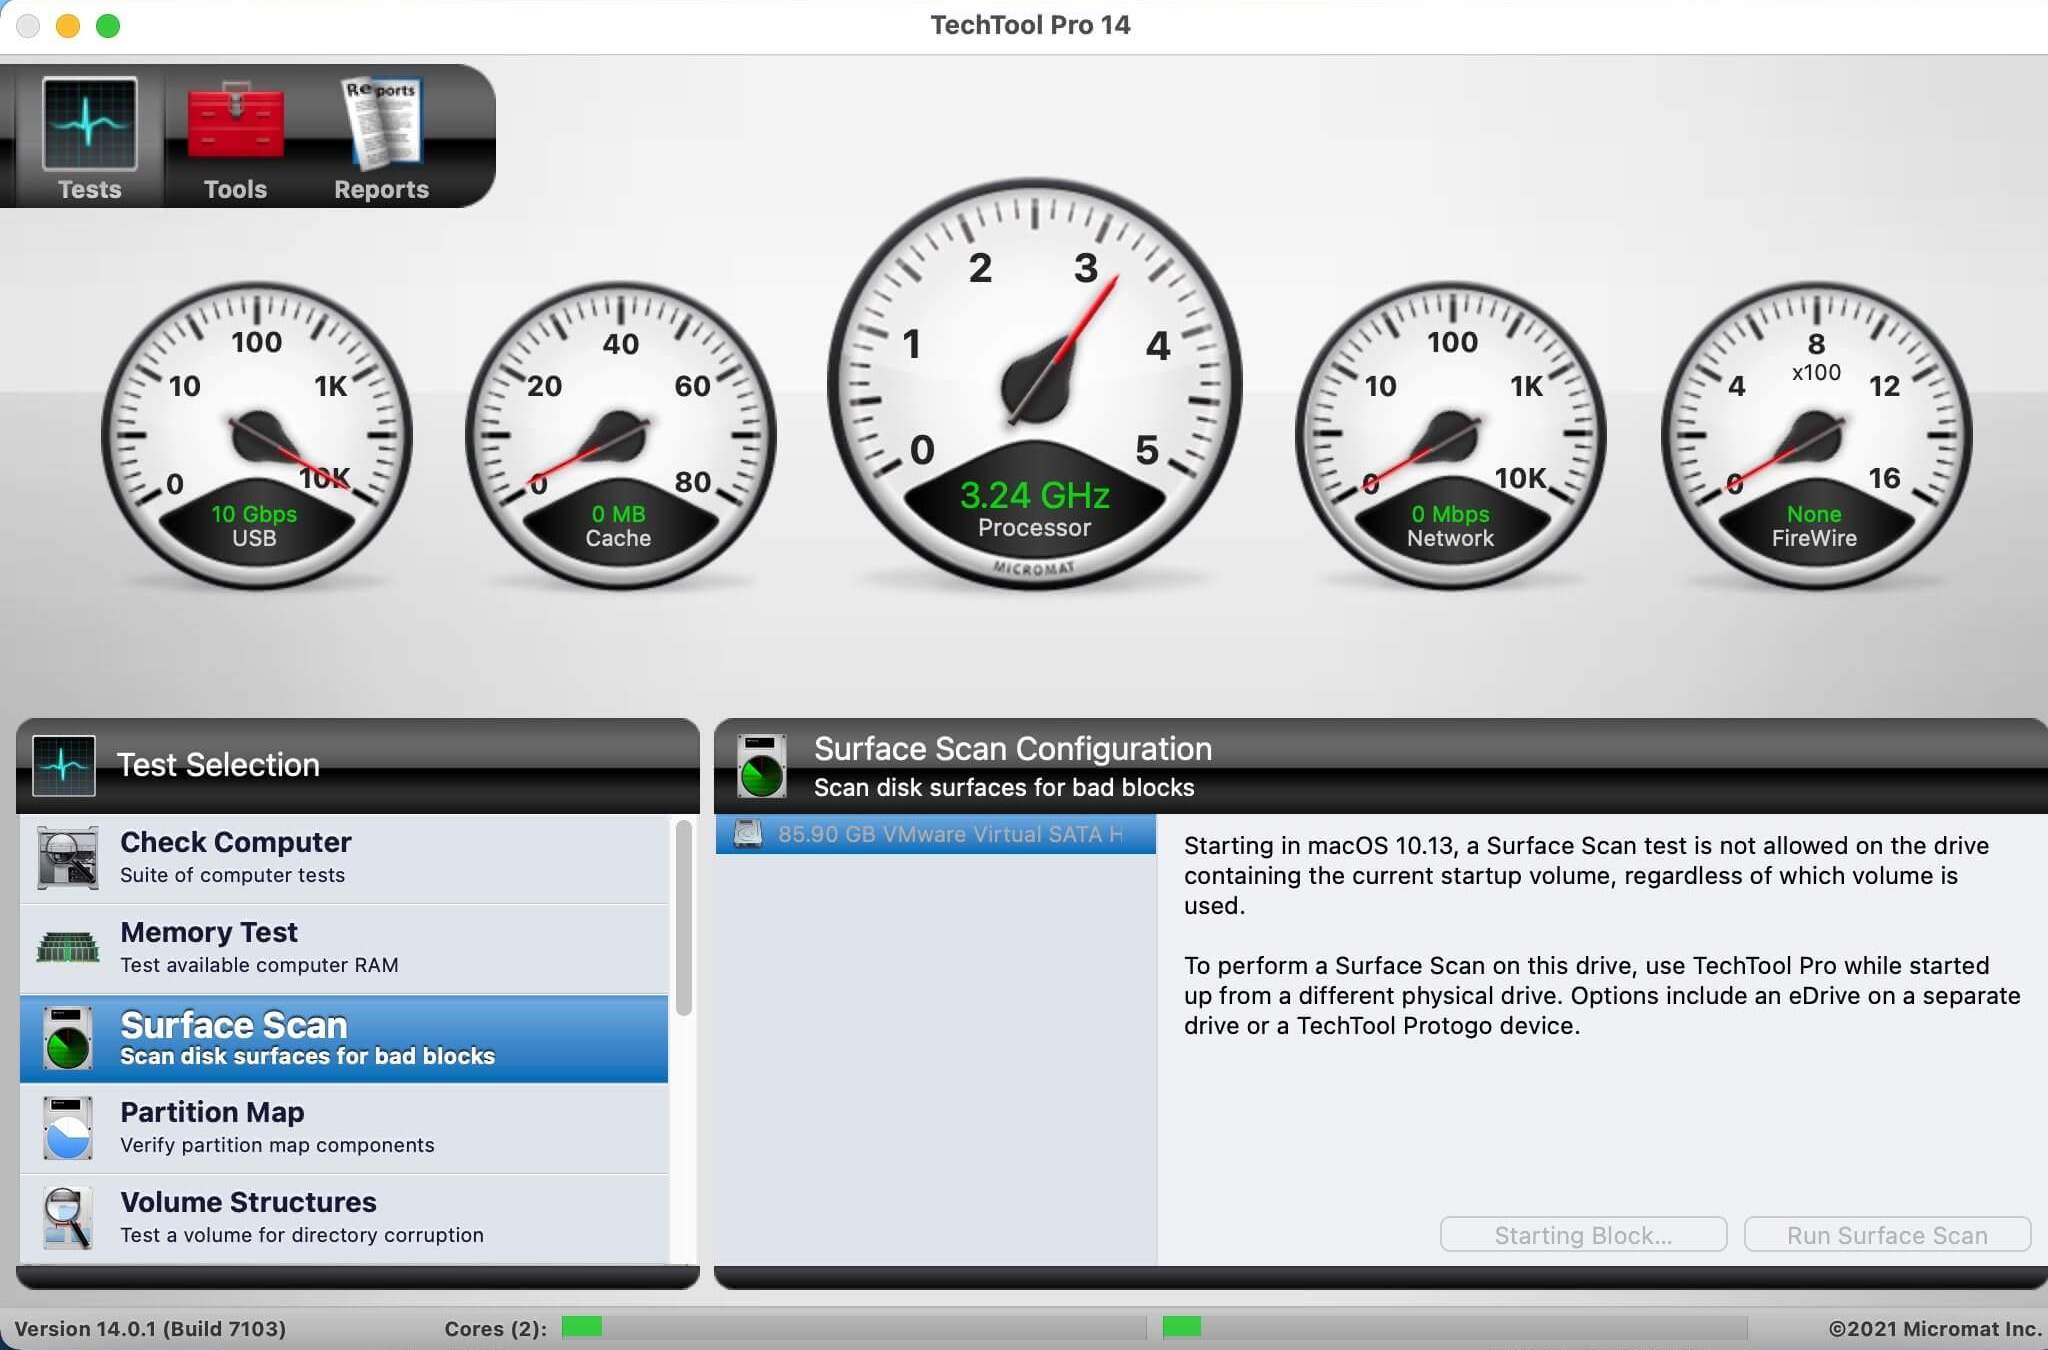 TechTool Pro 14
Reports
Tests
Tools
Reports
100
10
1K
0
10K
10 Gbps
USB
40
20
60
0
80
0 MB
Cache
2
3
1
4
0
5
3.24 GHz
Processor
MICROMAT
100
10
1K
0
10K
0 Mbps
Network
8
x100
4
12
0
16
None
FireWire
Test Selection
Check Computer
Suite of computer tests
Memory Test
Test available computer RAM
Surface Scan
Scan disk surfaces for bad blocks
Partition Map
Verify partition map components
Volume Structures
Test a volume for directory corruption
Surface Scan Configuration
Scan disk surfaces for bad blocks
85.90 GB VMware Virtual SATA H
Starting in macOS 10.13, a Surface Scan test is not allowed on the drive
containing the current startup volume, regardless of which volume is
used.
To perform a Surface Scan on this drive, use TechTool Pro while started
up from a different physical drive. Options include an eDrive on a separate
drive or a TechTool Protogo device.
Starting Block...
Run Surface Scan
Version 14.0.1 (Build 7103)
Cores (2):
©2021 Micromat Inc.